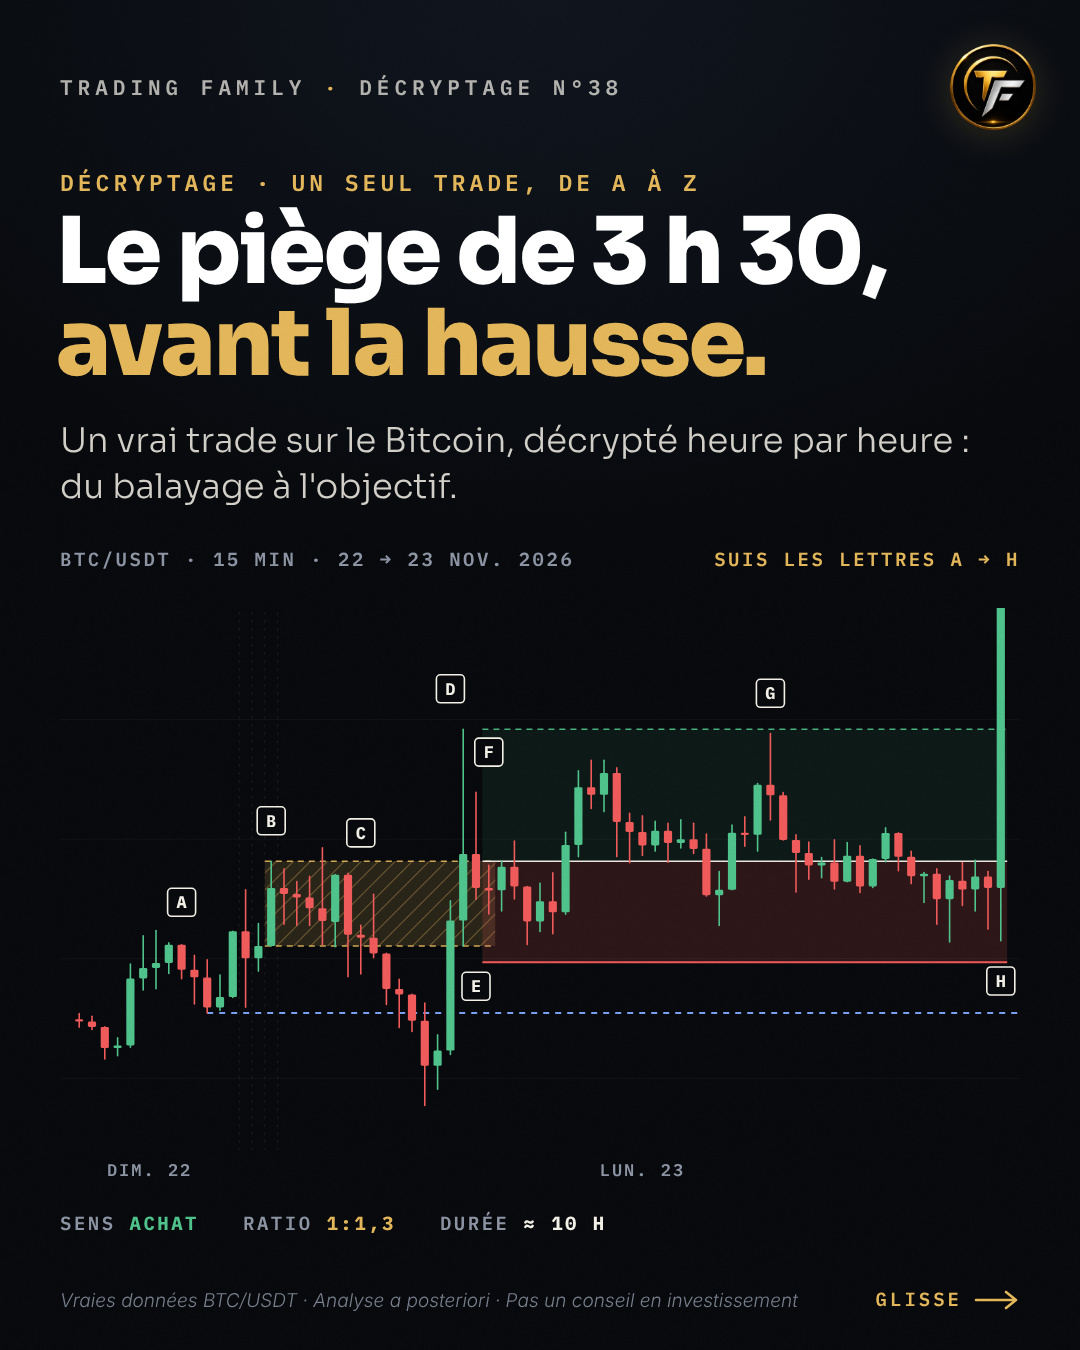 TRADING FAMILY · DÉCRYPTAGE N°38
TF
DÉCRYPTAGE · UN SEUL TRADE, DE A À Z
Le piège de 3 h 30,
avant la hausse.
Un vrai trade sur le Bitcoin, décrypté heure par heure :
du balayage à l'objectif.
BTC/USDT · 15 MIN · 22 → 23 NOV. 2026
SUIS LES LETTRES A → H
D
G
F
B
C
A
E
H
DIM. 22
LUN. 23
SENS ACHAT
RATIO 1:1,3
DURÉE ≈ 10 H
Vraies données BTC/USDT · Analyse a posteriori · Pas un conseil en investissement
GLISSE →